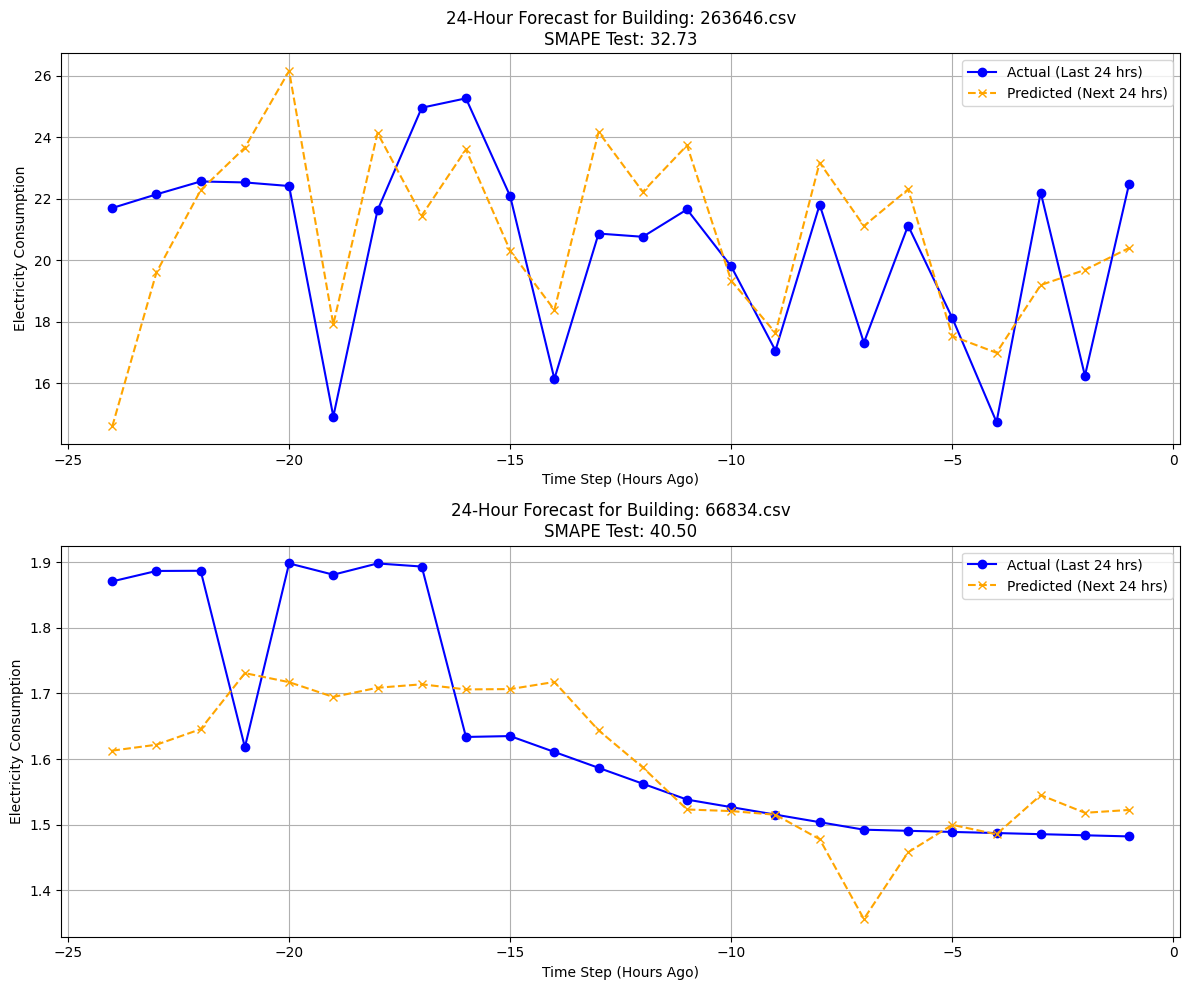 24-Hour Forecast for Building: 263646.csv
SMAPE Test: 32.73
Actual (Last 24 hrs)
Predicted (Next 24 hrs)
Electricity Consumption
26
24
22
20
18
16
−25
−20
−15
−10
−5
0
Time Step (Hours Ago)
24-Hour Forecast for Building: 66834.csv
SMAPE Test: 40.50
Actual (Last 24 hrs)
Predicted (Next 24 hrs)
Electricity Consumption
1.9
1.8
1.7
1.6
1.5
1.4
−25
−20
−15
−10
−5
0
Time Step (Hours Ago)